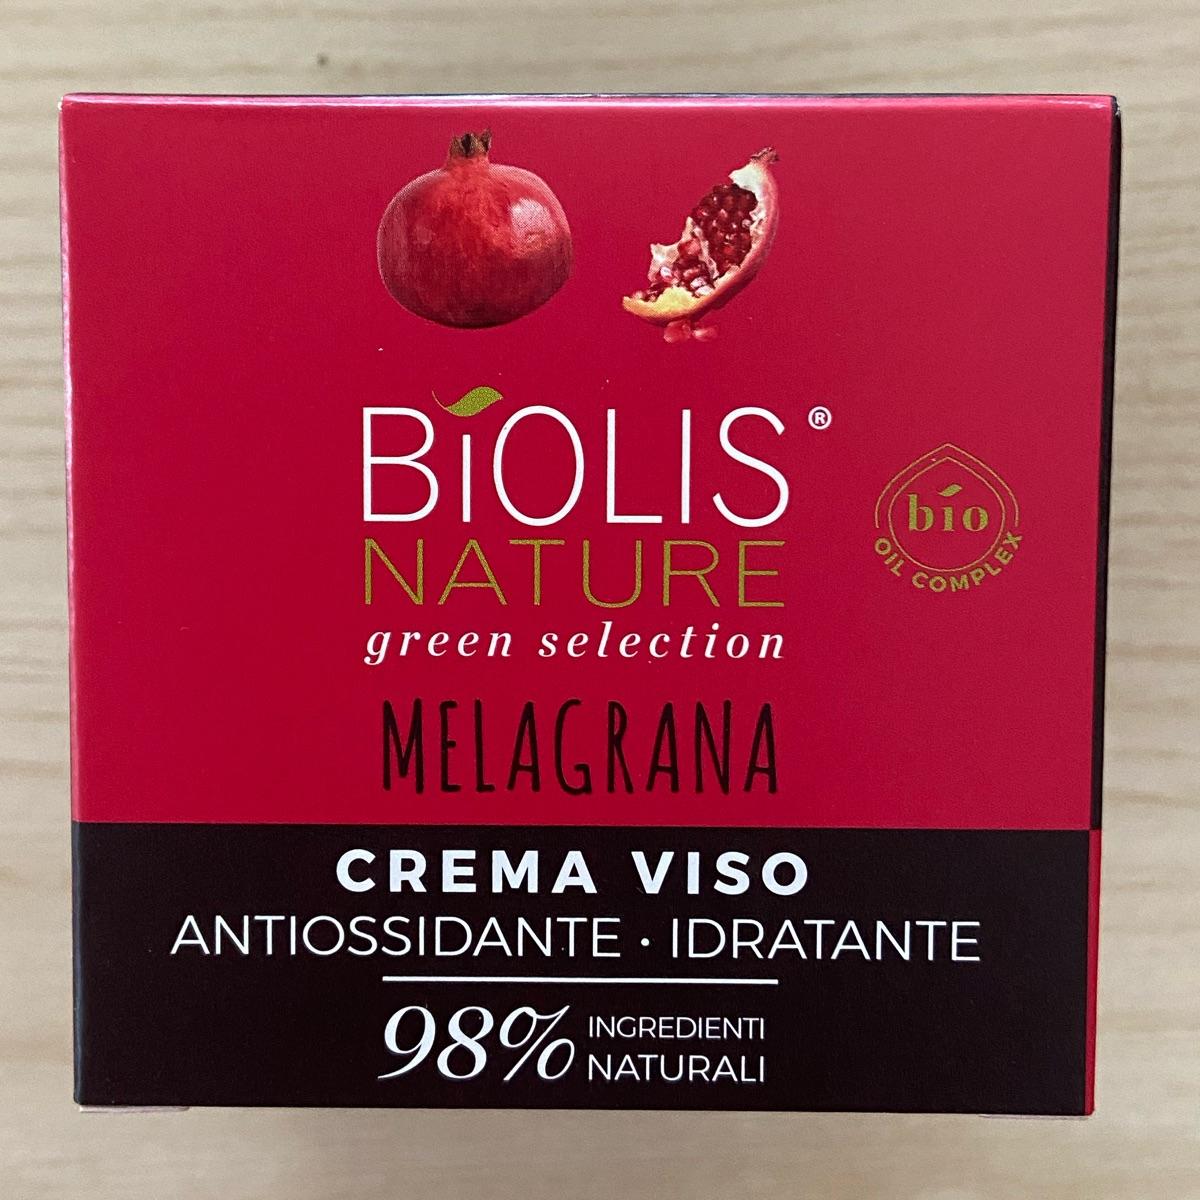 BiOLIS®
NATURE
green selection
bio
OIL COMPLEX
MELAGRANA
CREMA VISO
ANTIOSSIDANTE · IDRATANTE
98% INGREDIENTI
NATURALI